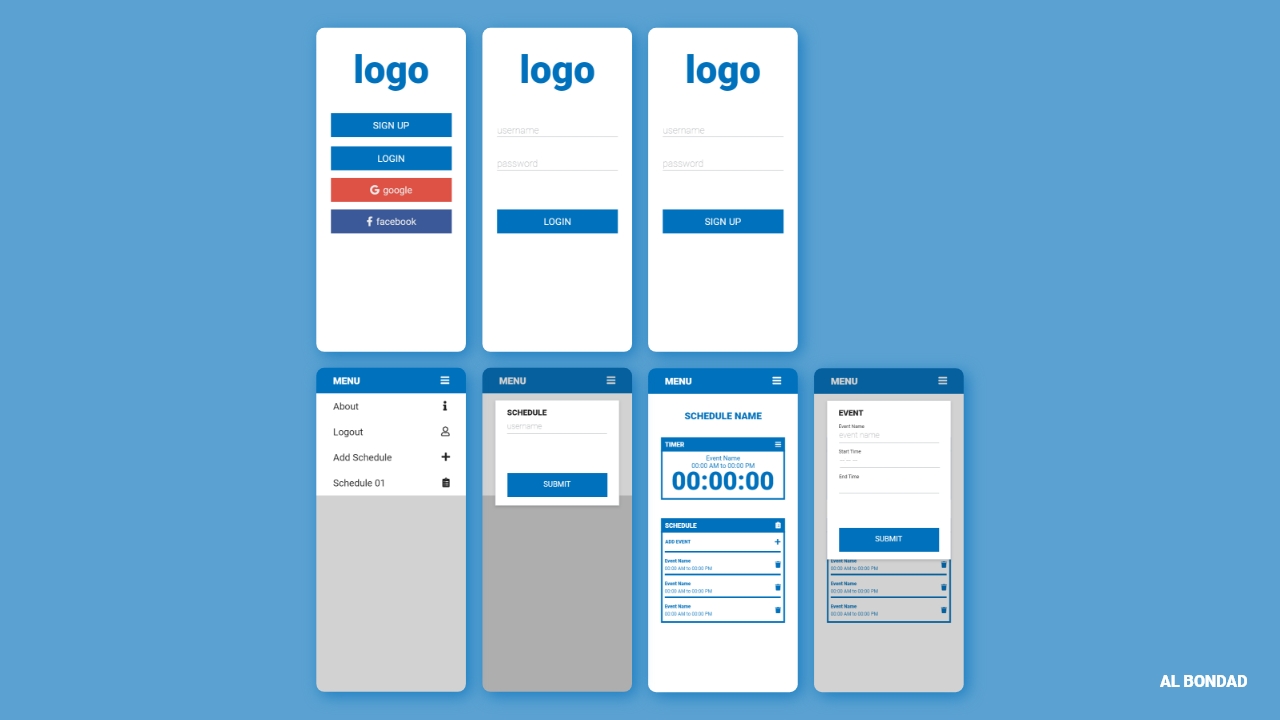 logo
SIGN UP
LOGIN
google
facebook
logo
username
password
LOGIN
logo
username
password
SIGN UP
MENU
About
Logout
Add Schedule
Schedule 01
MENU
SCHEDULE
username
SUBMIT
MENU
SCHEDULE NAME
TIMER
Event Name
00:00 AM to 00:00 PM
00:00:00
SCHEDULE
ADD EVENT
Event Name
00:00 AM to 00:00 PM
Event Name
00:00 AM to 00:00 PM
Event Name
00:00 AM to 00:00 PM
MENU
EVENT
Event Name
event name
Start Time
End Time
SUBMIT
Event Name
00:00 AM to 00:00 PM
Event Name
00:00 AM to 00:00 PM
Event Name
00:00 AM to 00:00 PM
AL BONDAD